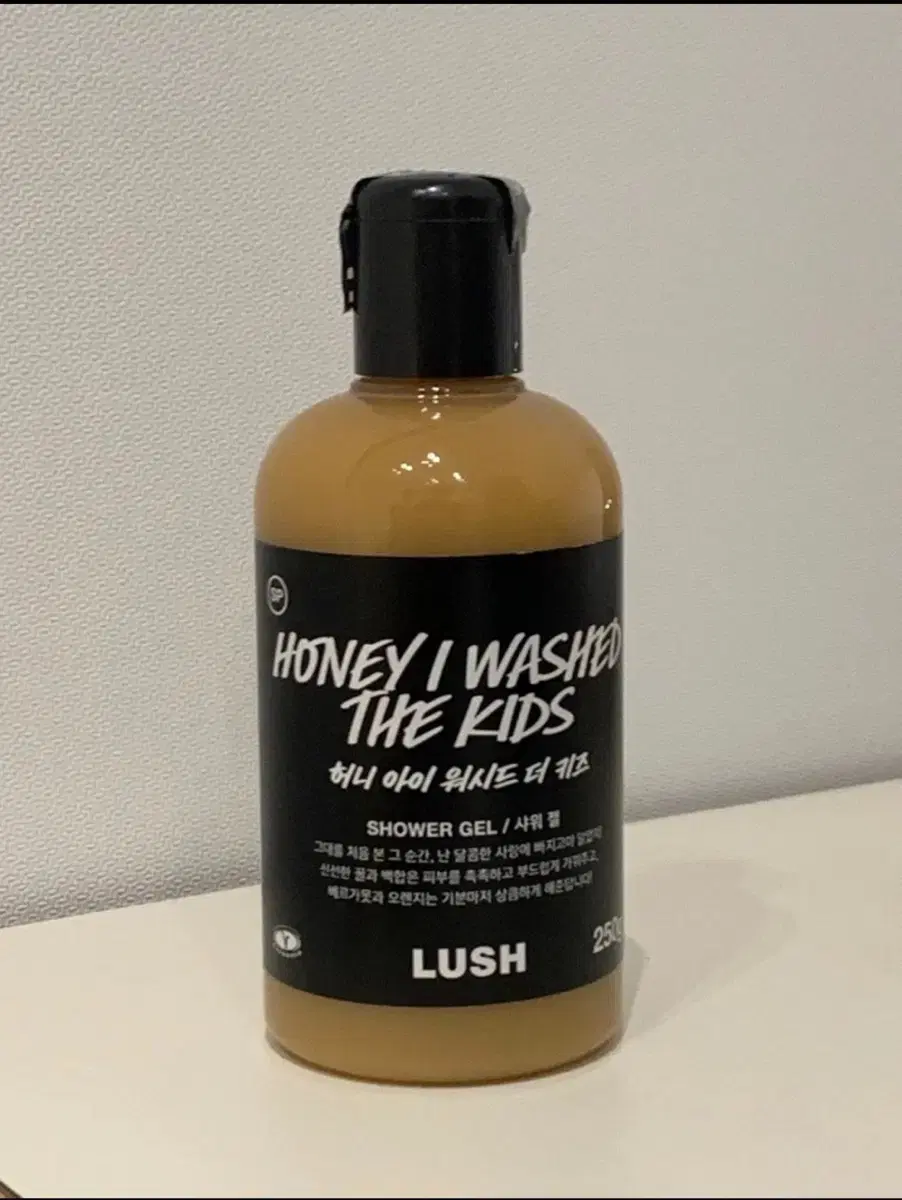 SP
HONEY I WASHED
THE KIDS
허니 아이 워시드 더 키즈
SHOWER GEL / 샤워 젤
그대를 처음 본 그 순간, 난 달콤한 사랑에 빠지고야 말았지!
신선한 꿀과 백합은 피부를 촉촉하고 부드럽게 가꿔주고,
베르가못과 오렌지는 기분마저 상큼하게 해준답니다!
LUSH
250g